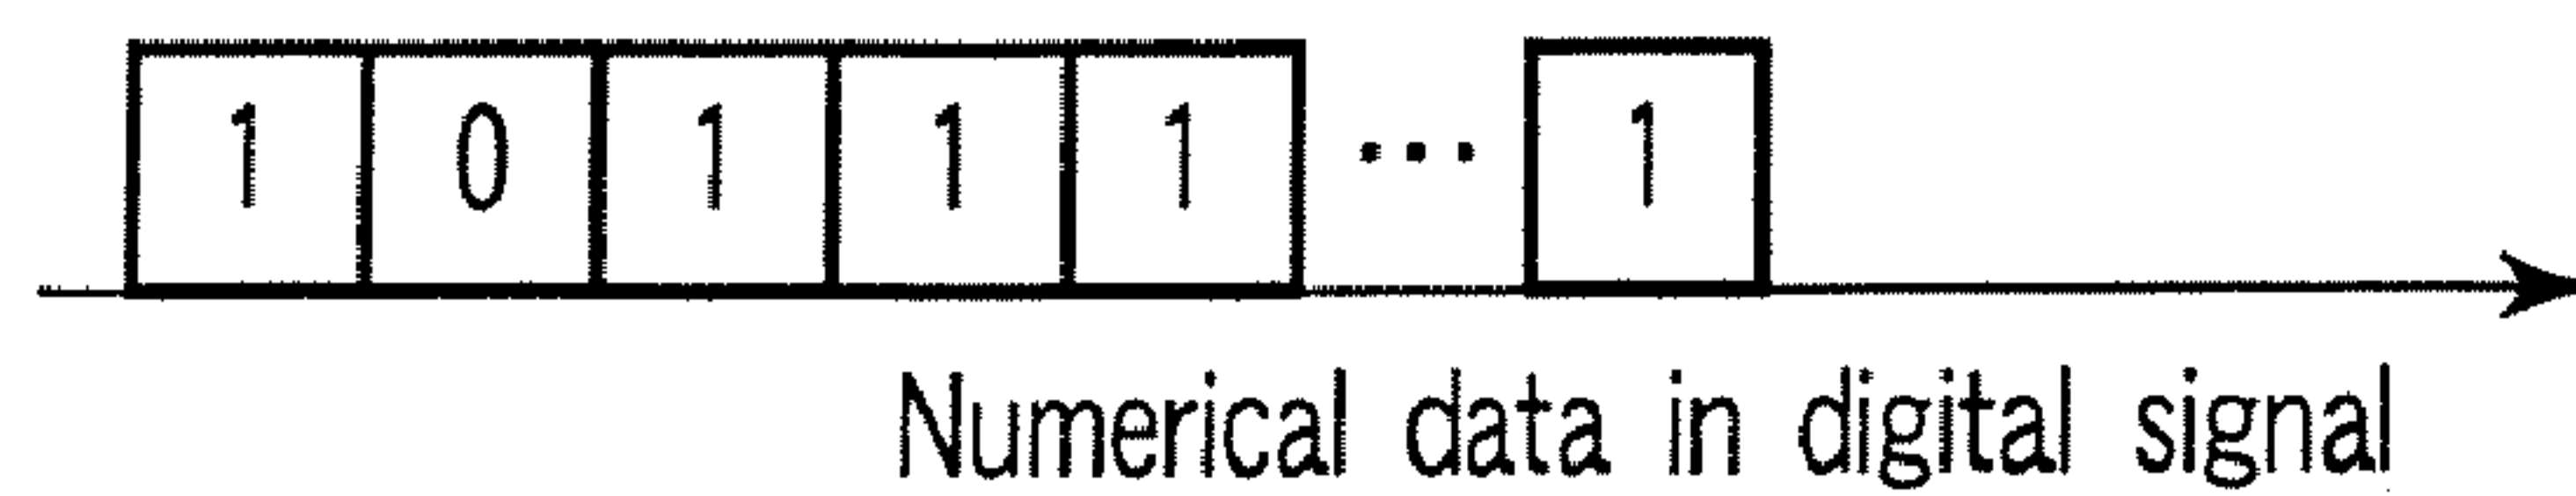 1 0 1 1 1 ... 1
Numerical data in digital signal